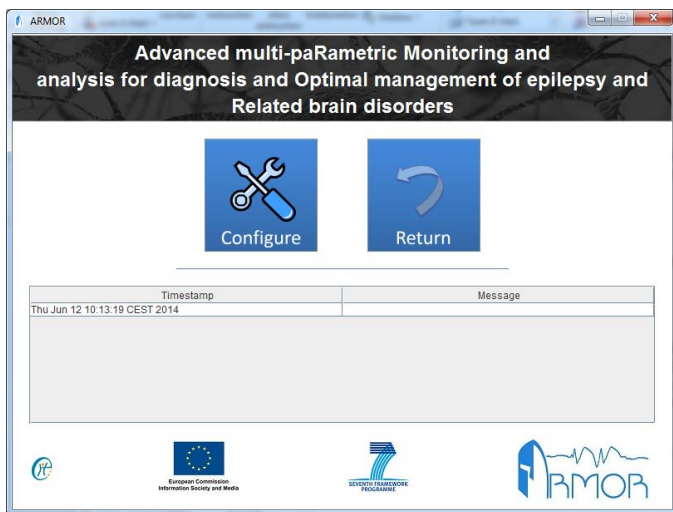 ARMOR
Advanced multi-paRametric Monitoring and
analysis for diagnosis and Optimal management of epilepsy and
Related brain disorders
Configure
Return
Timestamp
Message
Thu Jun 12 10:13:19 CEST 2014
European Commission
Information Society and Media
SEVENTH FRAMEWORK
PROGRAMME
ARMOR